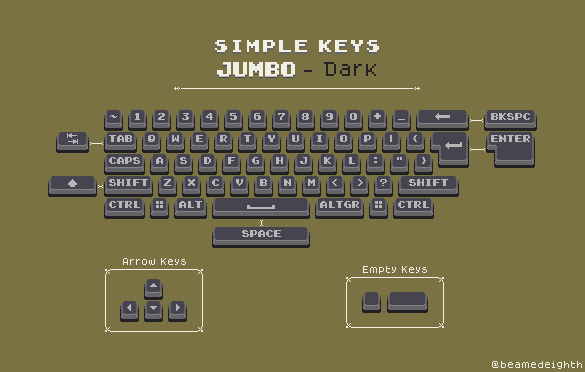 SIMPLE KEYS
JUMBO - Dark
~ 1 2 3 4 5 6 7 8 9 0 + _ ← BKSPC
TAB Q W E R T Y U I O P [ ( ENTER
CAPS A S D F G H J K L : " )
SHIFT Z X C V B N M < > ? SHIFT
CTRL ALT ALTGR CTRL
SPACE
Arrow Keys
Empty Keys
@beamedeighth